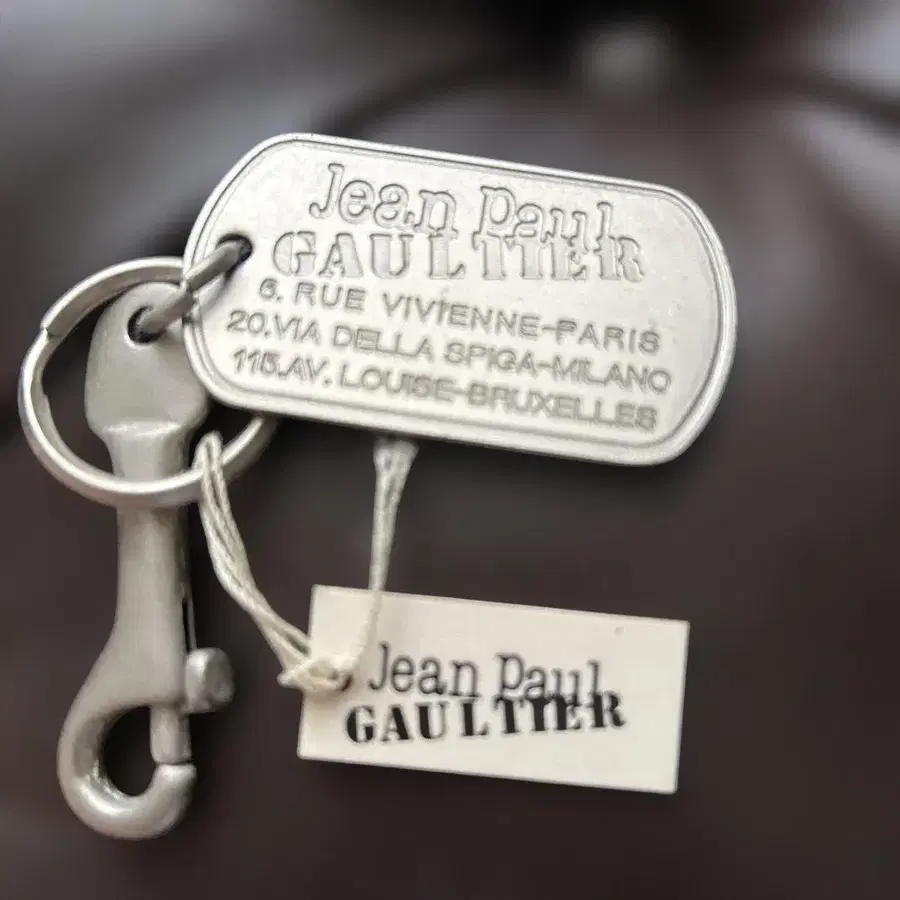 Jean Paul
GAULTIER
6. RUE VIVIENNE-PARIS
20.VIA DELLA SPIGA-MILANO
115.AV. LOUISE-BRUXELLES
Jean Paul
GAULTIER